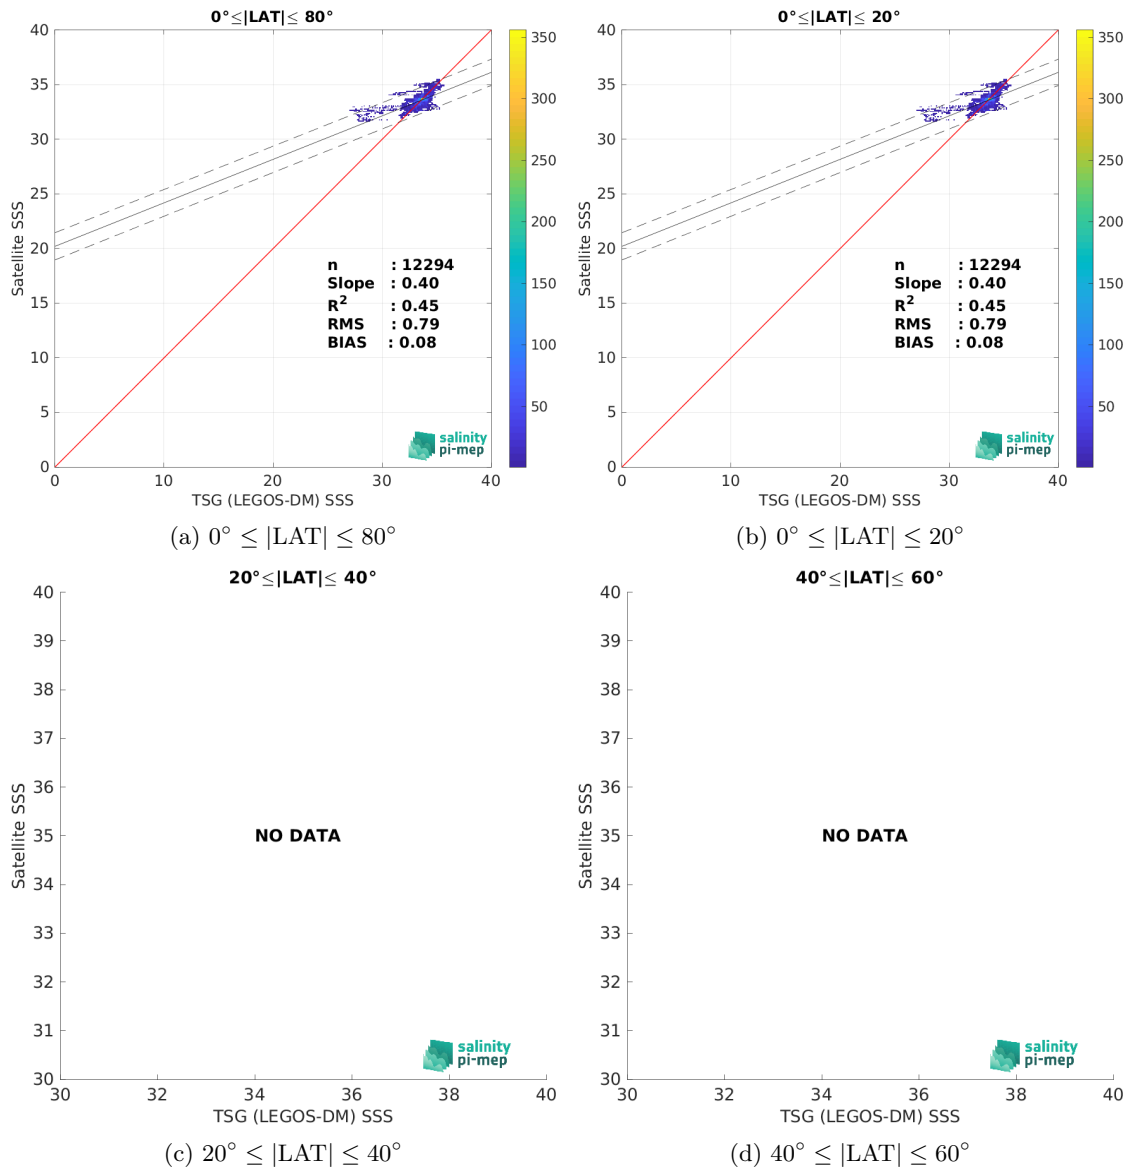 0°≤|LAT|≤ 80°
40
35
30
25
20
15
10
5
0
Satellite SSS
n : 12294
Slope : 0.40
R² : 0.45
RMS : 0.79
BIAS : 0.08
salinity
pi-mep
0 10 20 30 40
TSG (LEGOS-DM) SSS
350
300
250
200
150
100
50
(a) 0° ≤ |LAT| ≤ 80°
0°≤|LAT|≤ 20°
40
35
30
25
20
15
10
5
0
Satellite SSS
n : 12294
Slope : 0.40
R² : 0.45
RMS : 0.79
BIAS : 0.08
salinity
pi-mep
0 10 20 30 40
TSG (LEGOS-DM) SSS
350
300
250
200
150
100
50
(b) 0° ≤ |LAT| ≤ 20°
20°≤|LAT|≤ 40°
40
39
38
37
36
35
34
33
32
31
30
Satellite SSS
NO DATA
salinity
pi-mep
30 32 34 36 38 40
TSG (LEGOS-DM) SSS
(c) 20° ≤ |LAT| ≤ 40°
40°≤|LAT|≤ 60°
40
39
38
37
36
35
34
33
32
31
30
Satellite SSS
NO DATA
salinity
pi-mep
30 32 34 36 38 40
TSG (LEGOS-DM) SSS
(d) 40° ≤ |LAT| ≤ 60°